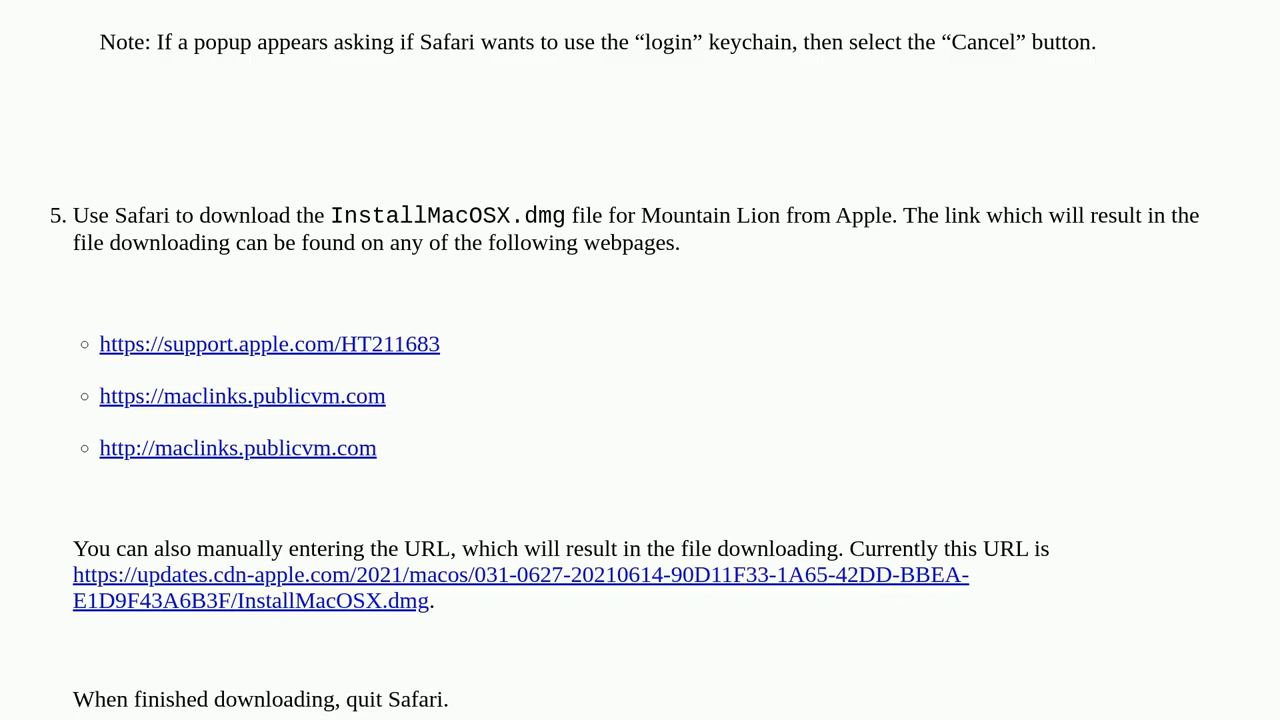 Note: If a popup appears asking if Safari wants to use the “login” keychain, then select the “Cancel” button.
5. Use Safari to download the InstallMacOSX.dmg file for Mountain Lion from Apple. The link which will result in the
file downloading can be found on any of the following webpages.
◦ https://support.apple.com/HT211683
◦ https://maclinks.publicvm.com
◦ http://maclinks.publicvm.com
You can also manually entering the URL, which will result in the file downloading. Currently this URL is
https://updates.cdn-apple.com/2021/macos/031-0627-20210614-90D11F33-1A65-42DD-BBEA-
E1D9F43A6B3F/InstallMacOSX.dmg.
When finished downloading, quit Safari.